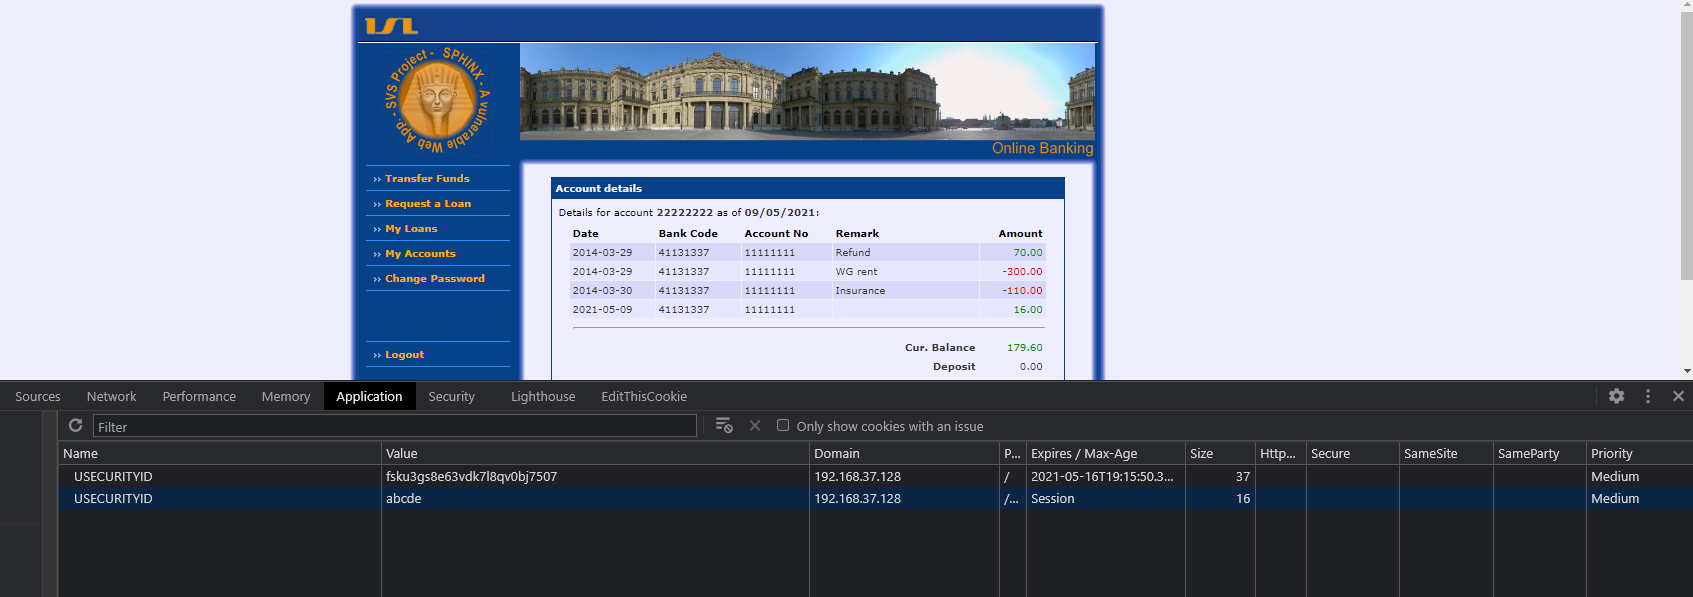 ISL
SVS Project - SPHINX - A vulnerable Web App. -
Online Banking
›› Transfer Funds
›› Request a Loan
›› My Loans
›› My Accounts
›› Change Password
›› Logout
Account details
Details for account 22222222 as of 09/05/2021:
Date Bank Code Account No Remark Amount
2014-03-29 41131337 11111111 Refund 70.00
2014-03-29 41131337 11111111 WG rent -300.00
2014-03-30 41131337 11111111 Insurance -110.00
2021-05-09 41131337 11111111 16.00
Cur. Balance 179.60
Deposit 0.00
Sources Network Performance Memory Application Security Lighthouse EditThisCookie
Filter Only show cookies with an issue
Name Value Domain P... Expires / Max-Age Size Http... Secure SameSite SameParty Priority
USECURITYID fsku3gs8e63vdk7l8qv0bj7507 192.168.37.128 / 2021-05-16T19:15:50.3... 37 Medium
USECURITYID abcde 192.168.37.128 /... Session 16 Medium